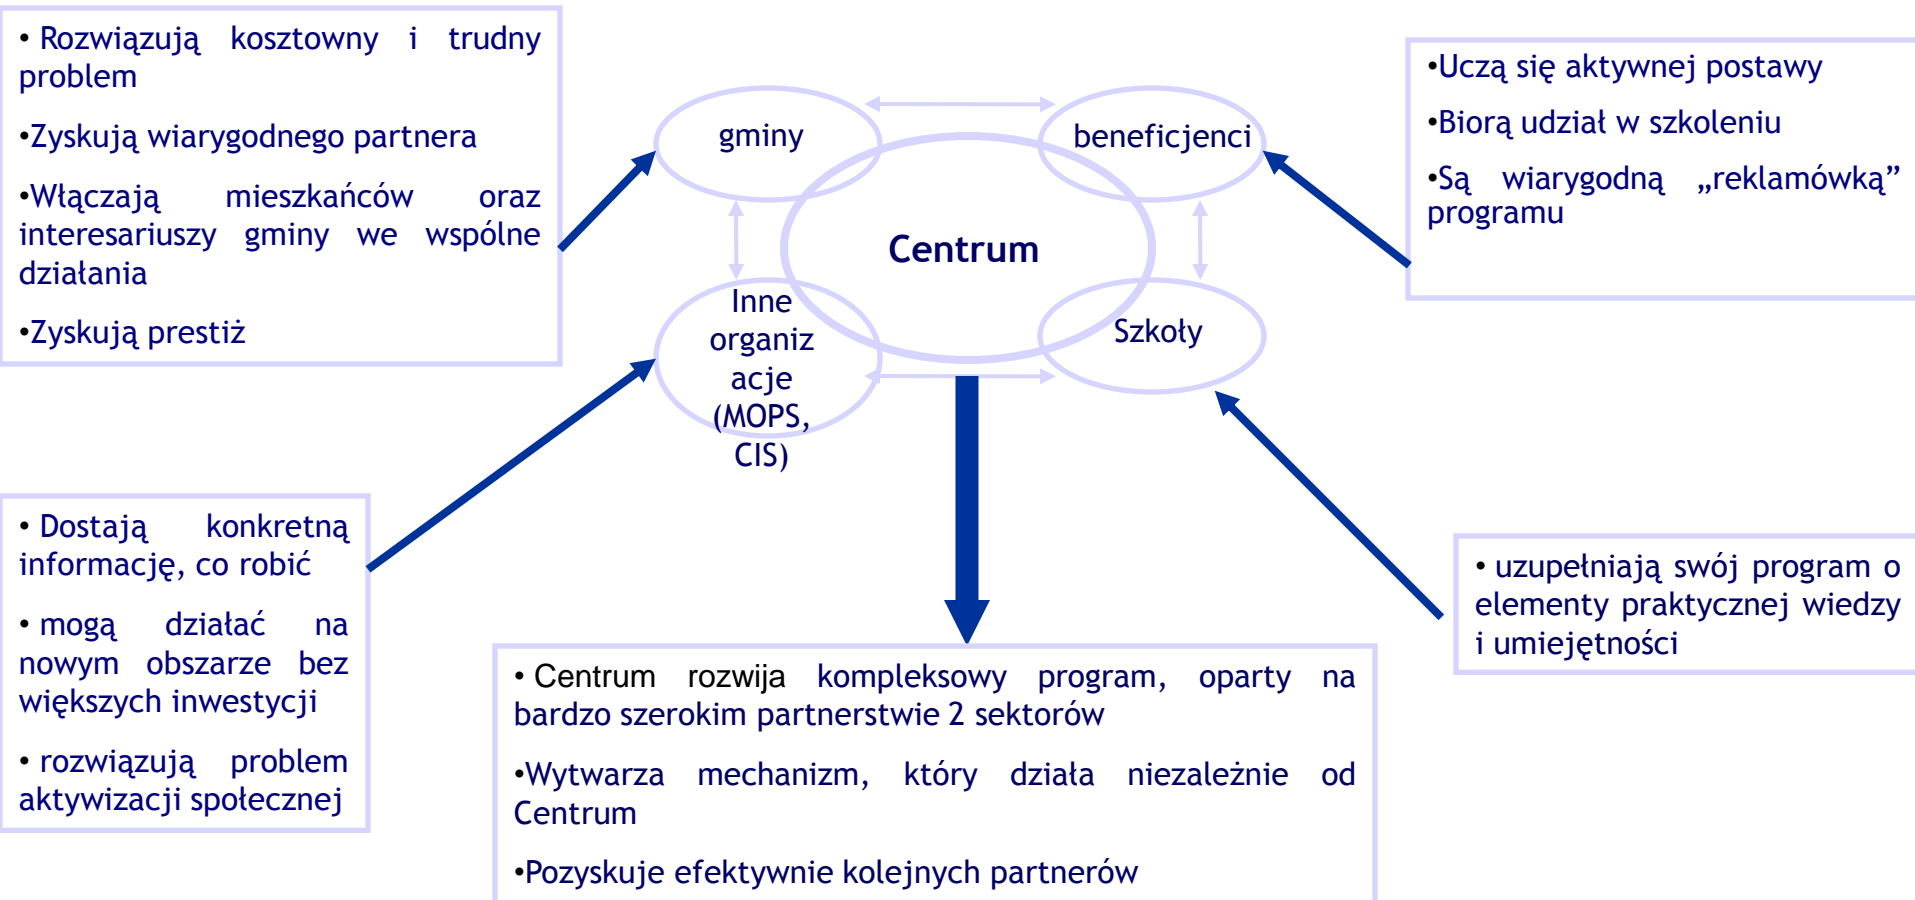 • Rozwiązują kosztowny i trudny
problem
•Zyskują wiarygodnego partnera
•Włączają mieszkańców oraz
interesariuszy gminy we wspólne
działania
•Zyskują prestiż
gminy
beneficjenci
Centrum
Inne
organiz
acje
(MOPS,
CIS)
Szkoły
•Uczą się aktywnej postawy
•Biorą udział w szkoleniu
•Są wiarygodną „reklamówką”
programu
• Dostają konkretną
informację, co robić
• mogą działać na
nowym obszarze bez
większych inwestycji
• rozwiązują problem
aktywizacji społecznej
• Centrum rozwija kompleksowy program, oparty na
bardzo szerokim partnerstwie 2 sektorów
•Wytwarza mechanizm, który działa niezależnie od
Centrum
•Pozyskuje efektywnie kolejnych partnerów
• uzupełniają swój program o
elementy praktycznej wiedzy
i umiejętności